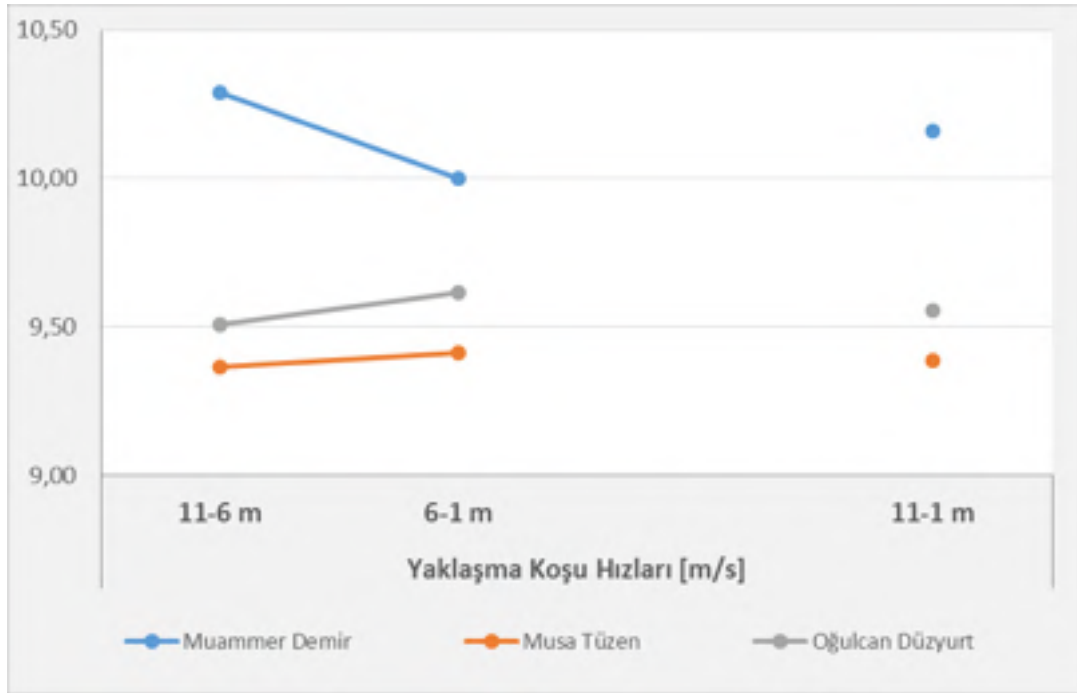 10,50
10,00
9,50
9,00
11-6 m 6-1 m 11-1 m
Yaklaşma Koşu Hızları [m/s]
Muammer Demir Musa Tüzen Oğulcan Düzyurt